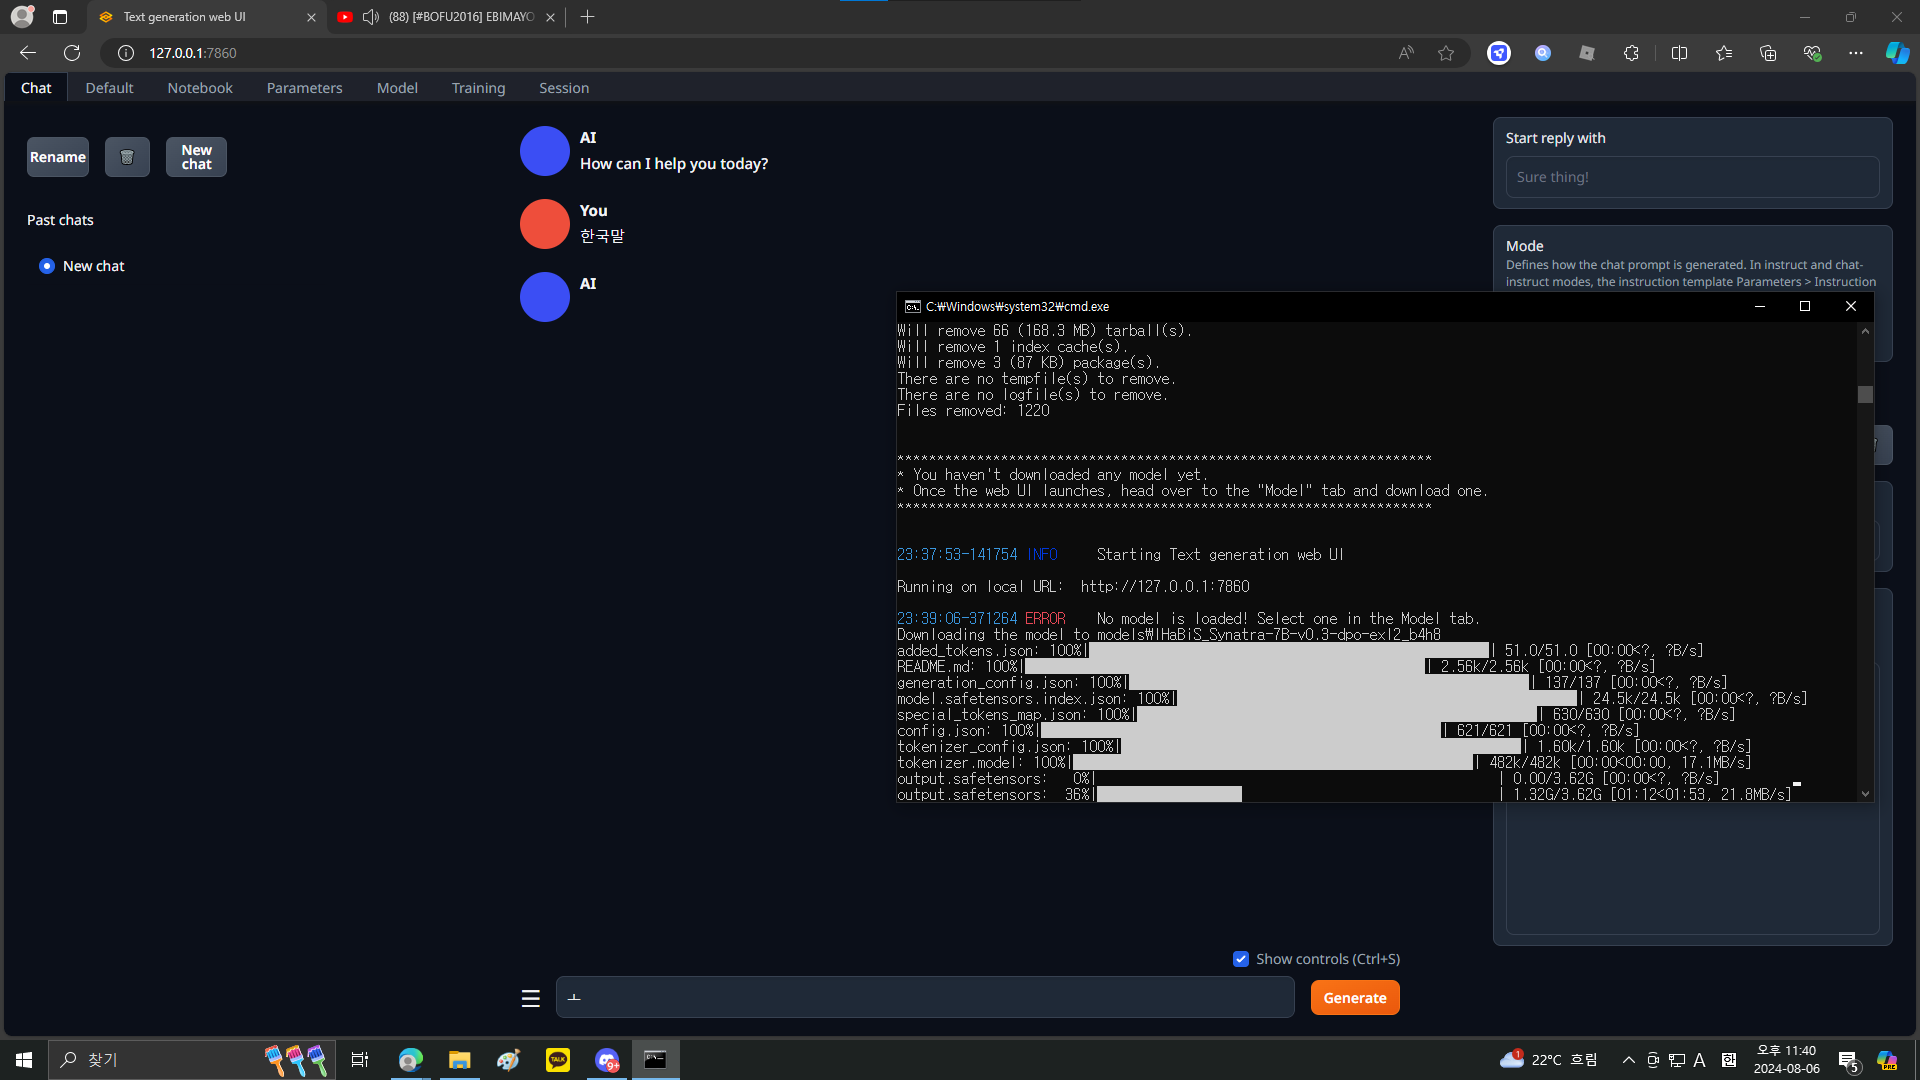 Text generation web UI
(88) [#BOFU2016] EBIMAYO
127.0.0.1:7860
Chat
Default
Notebook
Parameters
Model
Training
Session
Rename
New chat
Past chats
New chat
AI
How can I help you today?
You
한국말
AI
Start reply with
Sure thing!
Mode
Defines how the chat prompt is generated. In instruct and chat-
instruct modes, the instruction template Parameters > Instruction
C:₩Windows₩system32₩cmd.exe
Will remove 66 (168.3 MB) tarball(s).
Will remove 1 index cache(s).
Will remove 3 (87 KB) package(s).
There are no tempfile(s) to remove.
There are no logfile(s) to remove.
Files removed: 1220
*******************************************************************
* You haven't downloaded any model yet.
* Once the web UI launches, head over to the "Model" tab and download one.
*******************************************************************
23:37:53-141754 INFO     Starting Text generation web UI
Running on local URL:  http://127.0.0.1:7860
23:39:06-371264 ERROR    No model is loaded! Select one in the Model tab.
Downloading the model to models₩IHaBiS_Synatra-7B-v0.3-dpo-exl2_b4h8
added_tokens.json: 100%| | 51.0/51.0 [00:00<?, ?B/s]
README.md: 100%| | 2.56k/2.56k [00:00<?, ?B/s]
generation_config.json: 100%| | 137/137 [00:00<?, ?B/s]
model.safetensors.index.json: 100%| | 24.5k/24.5k [00:00<?, ?B/s]
special_tokens_map.json: 100%| | 630/630 [00:00<?, ?B/s]
config.json: 100%| | 621/621 [00:00<?, ?B/s]
tokenizer_config.json: 100%| | 1.60k/1.60k [00:00<?, ?B/s]
tokenizer.model: 100%| | 482k/482k [00:00<00:00, 17.1MB/s]
output.safetensors:   0%| | 0.00/3.62G [00:00<?, ?B/s]
output.safetensors:  36%| | 1.32G/3.62G [01:12<01:53, 21.8MB/s]
Show controls (Ctrl+S)
ㅗ
Generate
찾기
TALK
9+
1
22°C 흐림
A
한
오후 11:40
2024-08-06
5
PRE